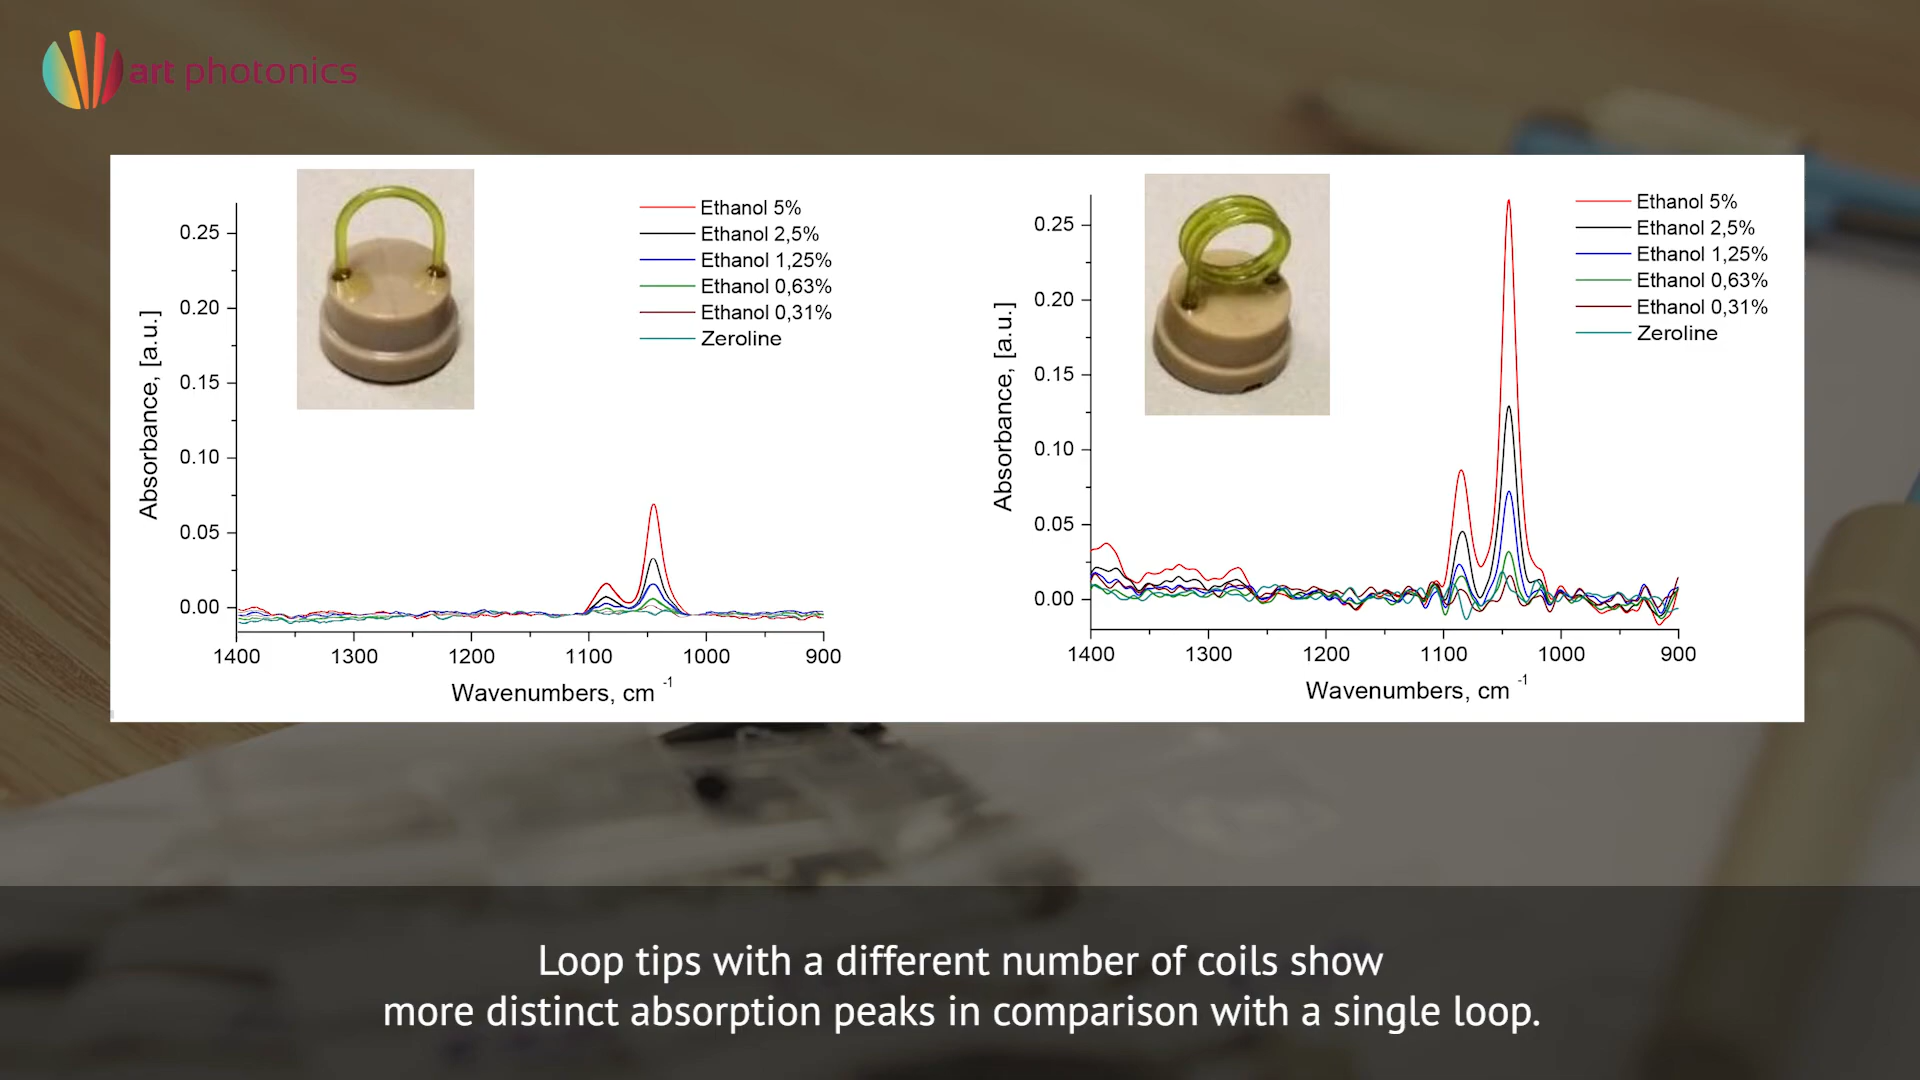 art photonics
Absorbance, [a.u.]
0.25
0.20
0.15
0.10
0.05
0.00
1400
1300
1200
1100
1000
900
Wavenumbers, cm -1
Ethanol 5%
Ethanol 2,5%
Ethanol 1,25%
Ethanol 0,63%
Ethanol 0,31%
Zeroline
Absorbance, [a.u.]
0.25
0.20
0.15
0.10
0.05
0.00
1400
1300
1200
1100
1000
900
Wavenumbers, cm -1
Ethanol 5%
Ethanol 2,5%
Ethanol 1,25%
Ethanol 0,63%
Ethanol 0,31%
Zeroline
Loop tips with a different number of coils show
more distinct absorption peaks in comparison with a single loop.